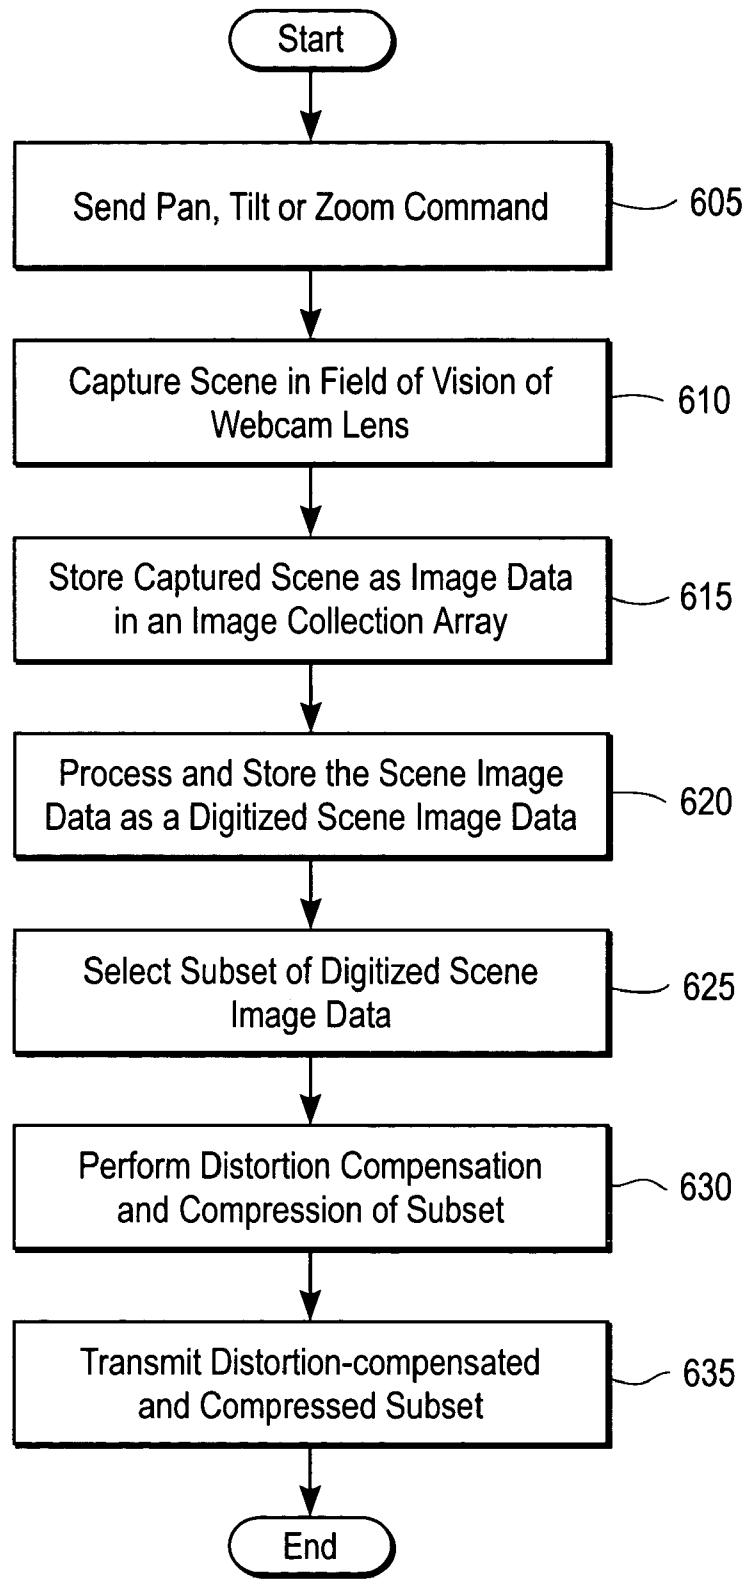 Start
Send Pan, Tilt or Zoom Command
605
Capture Scene in Field of Vision of
Webcam Lens
610
Store Captured Scene as Image Data
in an Image Collection Array
615
Process and Store the Scene Image
Data as a Digitized Scene Image Data
620
Select Subset of Digitized Scene
Image Data
625
Perform Distortion Compensation
and Compression of Subset
630
Transmit Distortion-compensated
and Compressed Subset
635
End